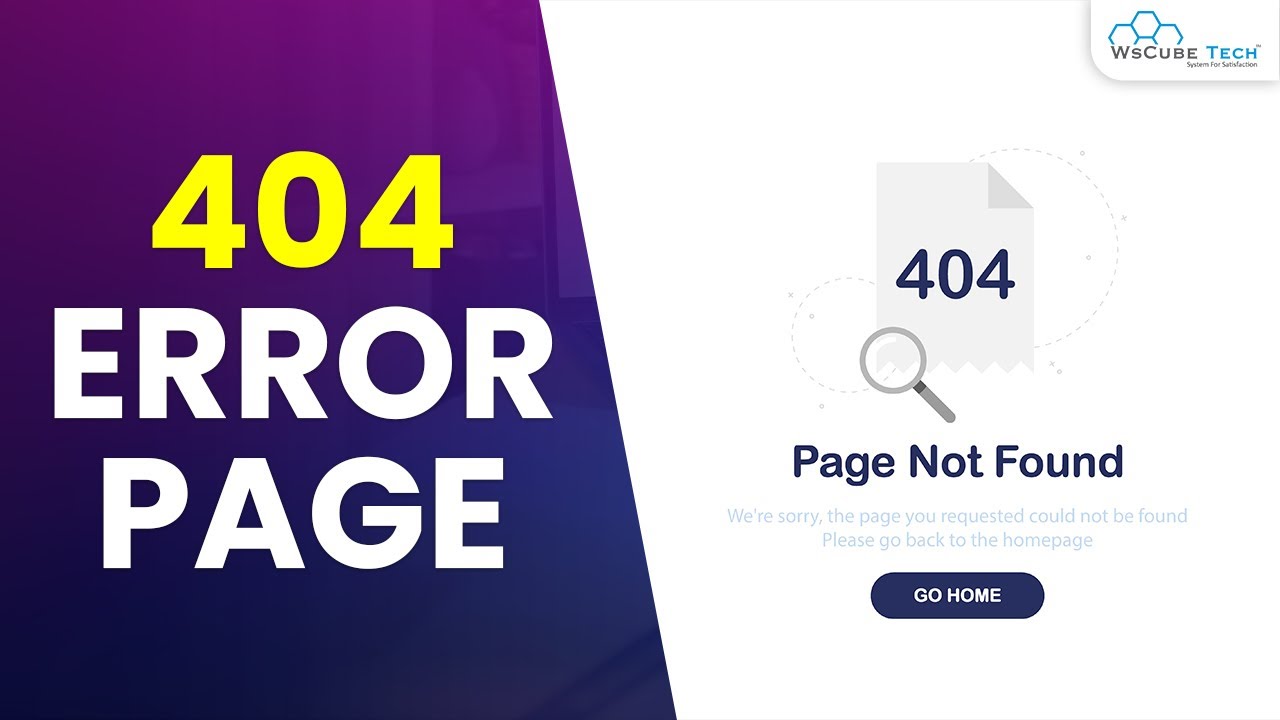 404
ERROR
PAGE
WsCube Tech™
System For Satisfaction
404
Page Not Found
We're sorry, the page you requested could not be found
Please go back to the homepage
GO HOME